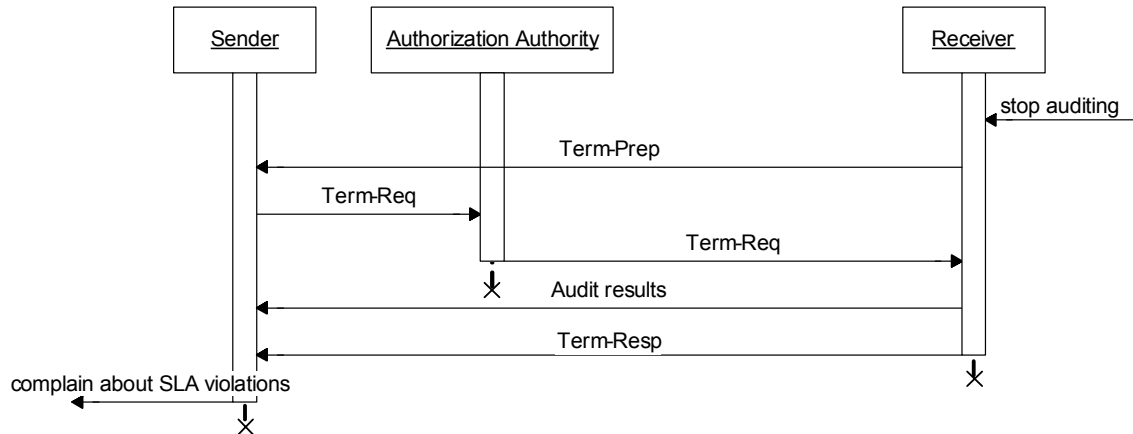 Sender
Authorization Authority
Receiver
stop auditing
Term-Prep
Term-Req
Term-Req
Audit results
Term-Resp
complain about SLA violations